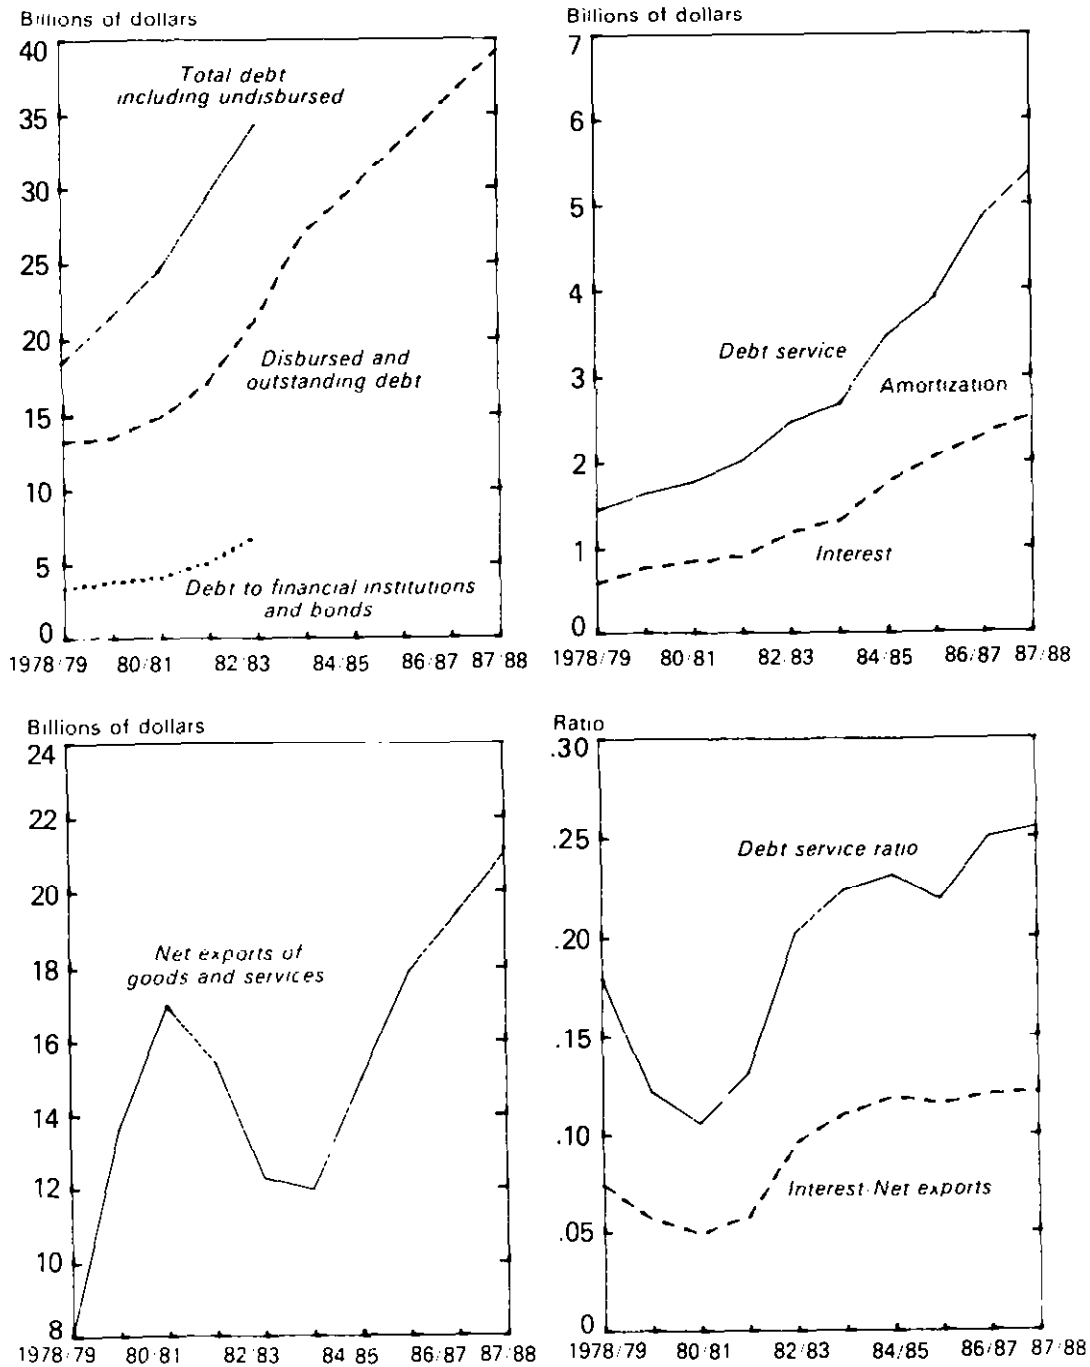 Billions of dollars
40
35
30
25
20
15
10
5
0
Total debt
including undisbursed
Disbursed and
outstanding debt
Debt to financial institutions
and bonds
1978/79 80/81 82/83 84/85 86/87 87/88
Billions of dollars
7
6
5
4
3
2
1
0
Debt service
Amortization
Interest
1978/79 80/81 82/83 84/85 86/87 87/88
Billions of dollars
24
22
20
18
16
14
12
10
8
Net exports of
goods and services
1978/79 80/81 82/83 84/85 86/87 87/88
Ratio
.30
.25
.20
.15
.10
.05
0
Debt service ratio
Interest/Net exports
1978/79 80/81 82/83 84/85 86/87 87/88